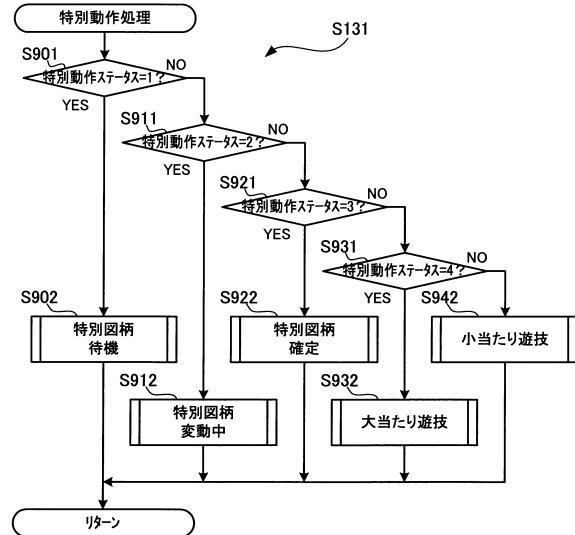 特別動作処理
S131
S901
特別動作ステータス=1?
NO
YES
S911
特別動作ステータス=2?
NO
YES
S921
特別動作ステータス=3?
NO
YES
S931
特別動作ステータス=4?
NO
YES
S902
特別図柄
待機
S922
特別図柄
確定
S942
小当たり遊技
S912
特別図柄
変動中
S932
大当たり遊技
リターン